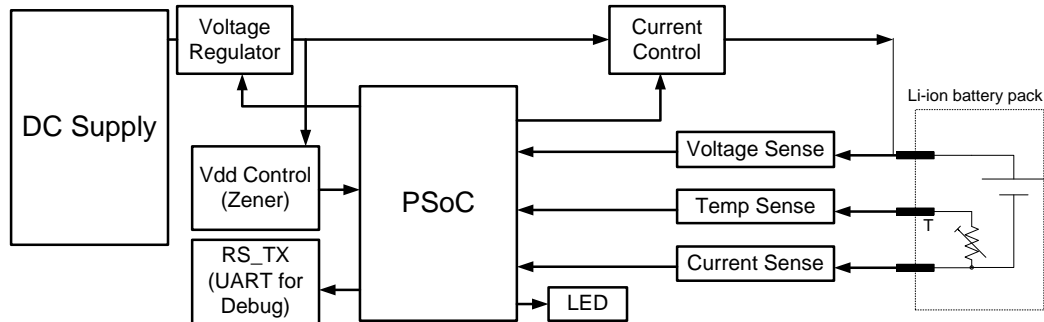 DC Supply
Voltage
Regulator
Current
Control
Li-ion battery pack
Vdd Control
(Zener)
PSoC
Voltage Sense
Temp Sense
T
Current Sense
RS_TX
(UART for
Debug)
LED